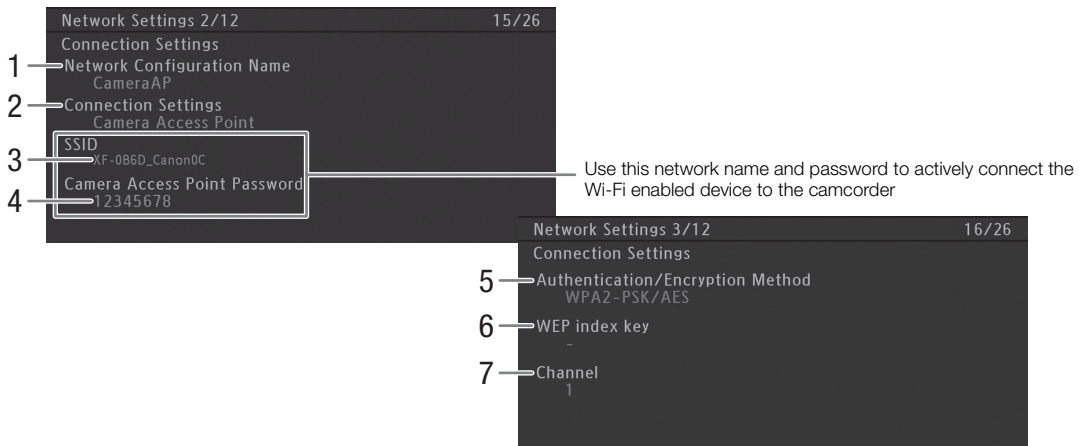 Network Settings 2/12 15/26
Connection Settings
1 Network Configuration Name
CameraAP
2 Connection Settings
Camera Access Point
SSID
3 XF-0B6D_Canon0C
Camera Access Point Password
4 12345678
Use this network name and password to actively connect the
Wi-Fi enabled device to the camcorder
Network Settings 3/12 16/26
Connection Settings
5 Authentication/Encryption Method
WPA2-PSK/AES
6 WEP index key
-
7 Channel
1